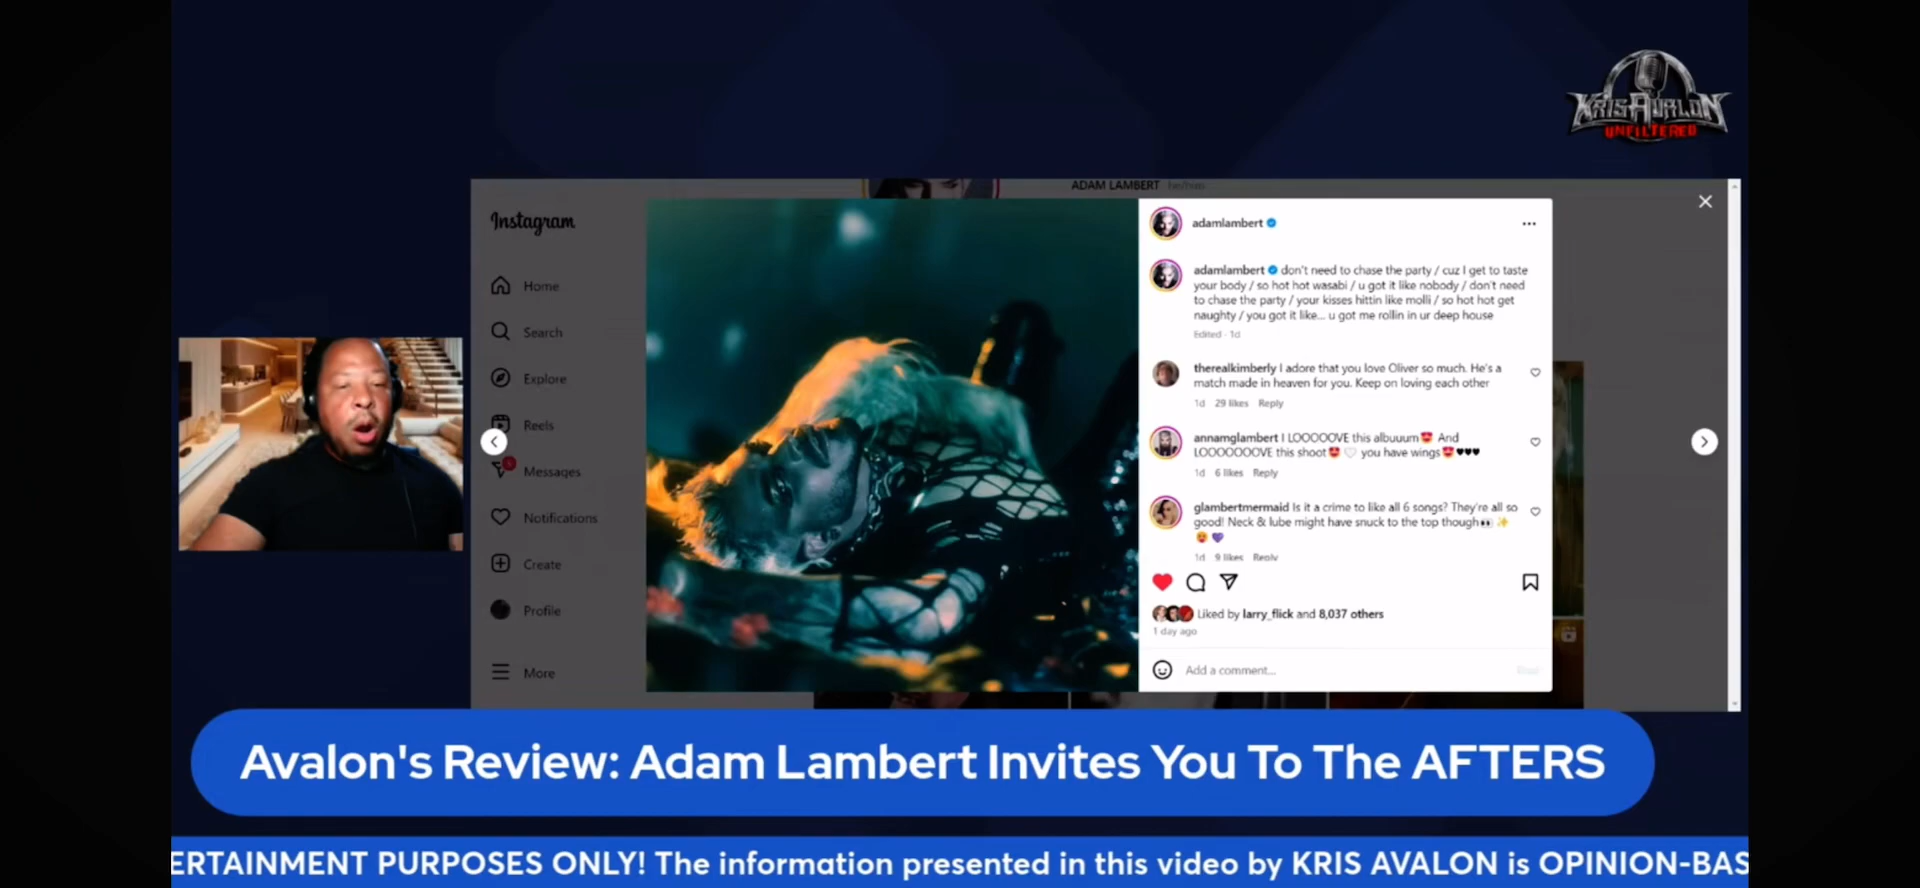 KRIS AVALON
UNFILTERED
ADAM LAMBERT he/him
Instagram
Home
Search
Explore
Reels
Messages
Notifications
Create
Profile
More
adamlambert
adamlambert don't need to chase the party / cuz I get to taste
your body / so hot hot wasabi / u got it like nobody / don't need
to chase the party / your kisses hittin like molli / so hot hot get
naughty / you got it like... u got me rollin in ur deep house
Edited · 1d
therealkimberly I adore that you love Oliver so much. He's a
match made in heaven for you. Keep on loving each other
1d 29 likes Reply
annamglambert I LOOOOOVE this albuuum😍 And
LOOOOOOOVE this shoot😍 🤍 you have wings😍♥♥♥
1d 6 likes Reply
glambertmermaid Is it a crime to like all 6 songs? They're all so
good! Neck & lube might have snuck to the top though👀 ✨
🥵 💜
1d 9 likes Reply
Liked by larry_flick and 8,037 others
1 day ago
Add a comment...
Post
Avalon's Review: Adam Lambert Invites You To The AFTERS
ERTAINMENT PURPOSES ONLY! The information presented in this video by KRIS AVALON is OPINION-BAS